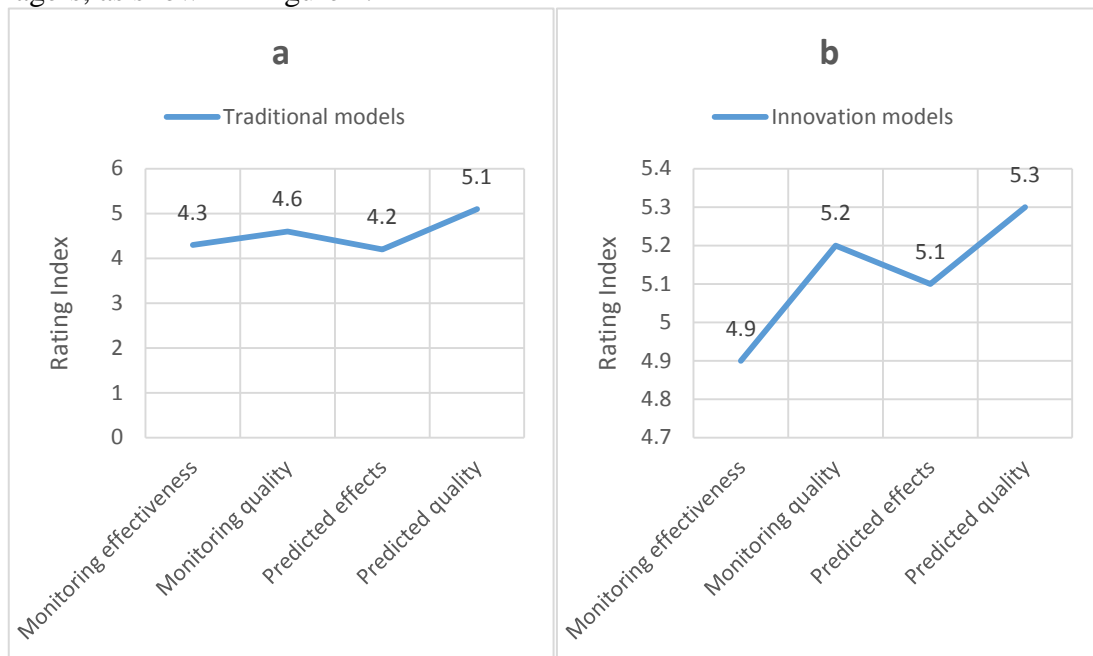 a
Traditional models
Rating Index
6
5
4
3
2
1
0
4.3
4.6
4.2
5.1
Monitoring effectiveness
Monitoring quality
Predicted effects
Predicted quality
b
Innovation models
Rating Index
5.4
5.3
5.2
5.1
5
4.9
4.8
4.7
4.9
5.2
5.1
5.3
Monitoring effectiveness
Monitoring quality
Predicted effects
Predicted quality